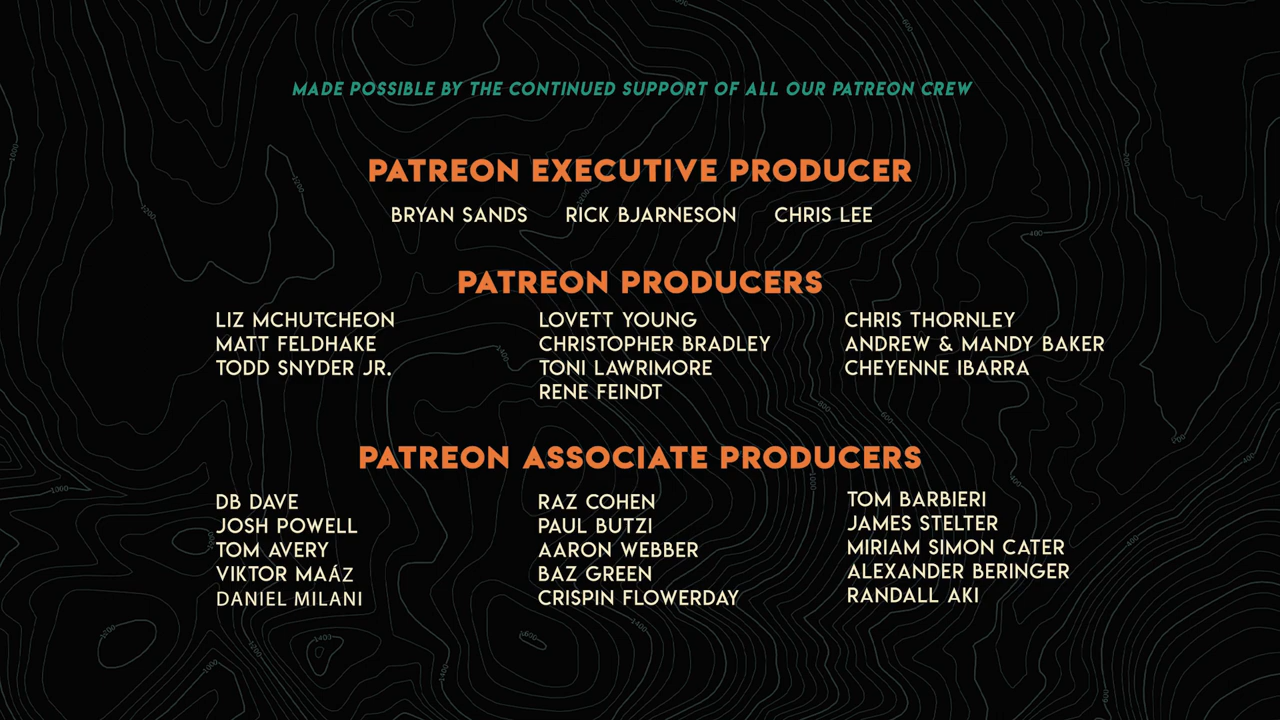 MADE POSSIBLE BY THE CONTINUED SUPPORT OF ALL OUR PATREON CREW
PATREON EXECUTIVE PRODUCER
BRYAN SANDS RICK BJARNESON CHRIS LEE
PATREON PRODUCERS
LIZ MCHUTCHEON
MATT FELDHAKE
TODD SNYDER JR.
LOVETT YOUNG
CHRISTOPHER BRADLEY
TONI LAWRIMORE
RENE FEINDT
CHRIS THORNLEY
ANDREW & MANDY BAKER
CHEYENNE IBARRA
PATREON ASSOCIATE PRODUCERS
DB DAVE
JOSH POWELL
TOM AVERY
VIKTOR MAÁZ
DANIEL MILANI
RAZ COHEN
PAUL BUTZI
AARON WEBBER
BAZ GREEN
CRISPIN FLOWERDAY
TOM BARBIERI
JAMES STELTER
MIRIAM SIMON CATER
ALEXANDER BERINGER
RANDALL AKI